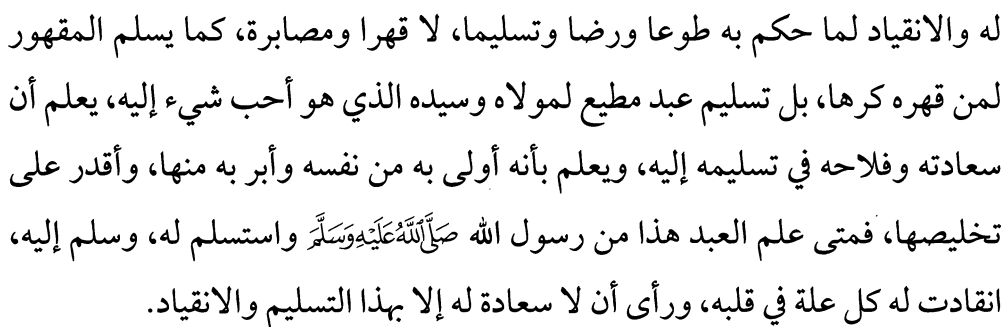 له والانقياد لما حكم به طوعا ورضا وتسليما، لا قهرا ومصابرة، كما يسلم المقهور
لمن قهره كرها، بل تسليم عبد مطيع لمولاه وسيده الذي هو أحب شيء إليه، يعلم أن
سعادته وفلاحه في تسليمه إليه، ويعلم بأنه أولى به من نفسه وأبر به منها، وأقدر على
تخليصها، فمتى علم العبد هذا من رسول الله صَلَّى اللَّهُ عَلَيْهِ وَسَلَّمَ واستسلم له، وسلم إليه،
انقادت له كل علة في قلبه، ورأى أن لا سعادة له إلا بهذا التسليم والانقياد.